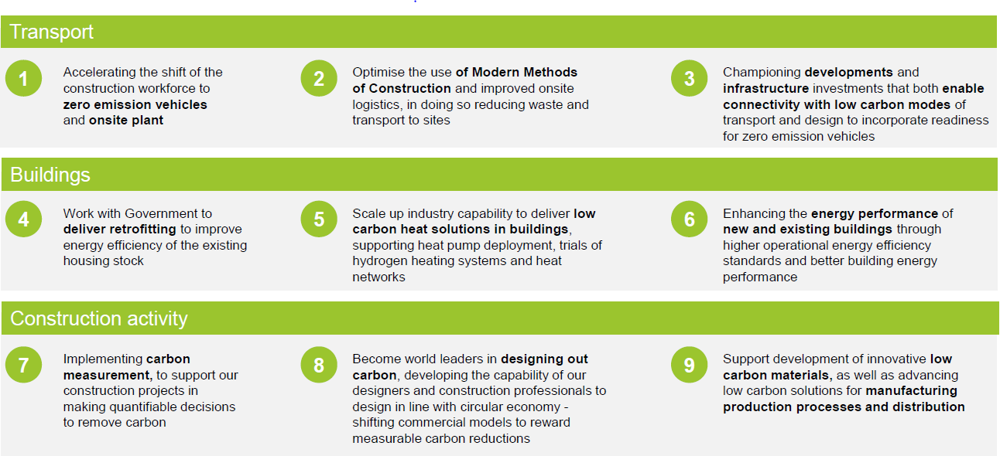 Transport
1
Accelerating the shift of the
construction workforce to
zero emission vehicles
and onsite plant
2
Optimise the use of Modern Methods
of Construction and improved onsite
logistics, in doing so reducing waste and
transport to sites
3
Championing developments and
infrastructure investments that both enable
connectivity with low carbon modes of
transport and design to incorporate readiness
for zero emission vehicles
Buildings
4
Work with Government to
deliver retrofitting to improve
energy efficiency of the existing
housing stock
5
Scale up industry capability to deliver low
carbon heat solutions in buildings,
supporting heat pump deployment, trials of
hydrogen heating systems and heat
networks
6
Enhancing the energy performance of
new and existing buildings through
higher operational energy efficiency
standards and better building energy
performance
Construction activity
7
Implementing carbon
measurement, to support our
construction projects in
making quantifiable decisions
to remove carbon
8
Become world leaders in designing out
carbon, developing the capability of our
designers and construction professionals to
design in line with circular economy -
shifting commercial models to reward
measurable carbon reductions
9
Support development of innovative low
carbon materials, as well as advancing
low carbon solutions for manufacturing
production processes and distribution